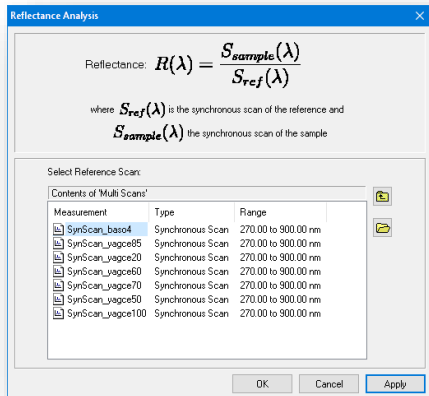 Reflectance Analysis
Reflectance: R(λ) = S_sample(λ) / S_ref(λ)
where S_ref(λ) is the synchronous scan of the reference and
S_sample(λ) the synchronous scan of the sample
Select Reference Scan:
Contents of 'Multi Scans'
Measurement Type Range
SynScan_baso4 Synchronous Scan 270.00 to 900.00 nm
SynScan_yagce85 Synchronous Scan 270.00 to 900.00 nm
SynScan_yagce20 Synchronous Scan 270.00 to 900.00 nm
SynScan_yagce60 Synchronous Scan 270.00 to 900.00 nm
SynScan_yagce70 Synchronous Scan 270.00 to 900.00 nm
SynScan_yagce50 Synchronous Scan 270.00 to 900.00 nm
SynScan_yagce100 Synchronous Scan 270.00 to 900.00 nm
OK Cancel Apply